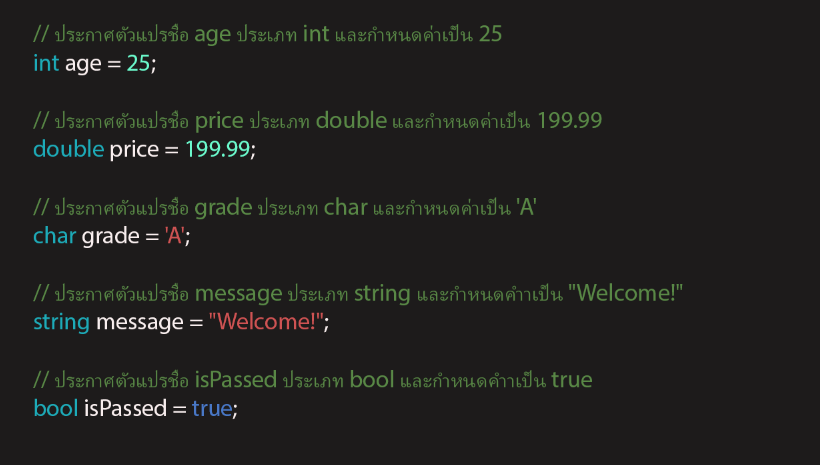 // ประกาศตัวแปรชื่อ age ประเภท int และกำหนดค่าเป็น 25
int age = 25;
// ประกาศตัวแปรชื่อ price ประเภท double และกำหนดค่าเป็น 199.99
double price = 199.99;
// ประกาศตัวแปรชื่อ grade ประเภท char และกำหนดค่าเป็น 'A'
char grade = 'A';
// ประกาศตัวแปรชื่อ message ประเภท string และกำหนดคำาเป็น "Welcome!"
string message = "Welcome!";
// ประกาศตัวแปรชื่อ isPassed ประเภท bool และกำหนดคำาเป็น true
bool isPassed = true;